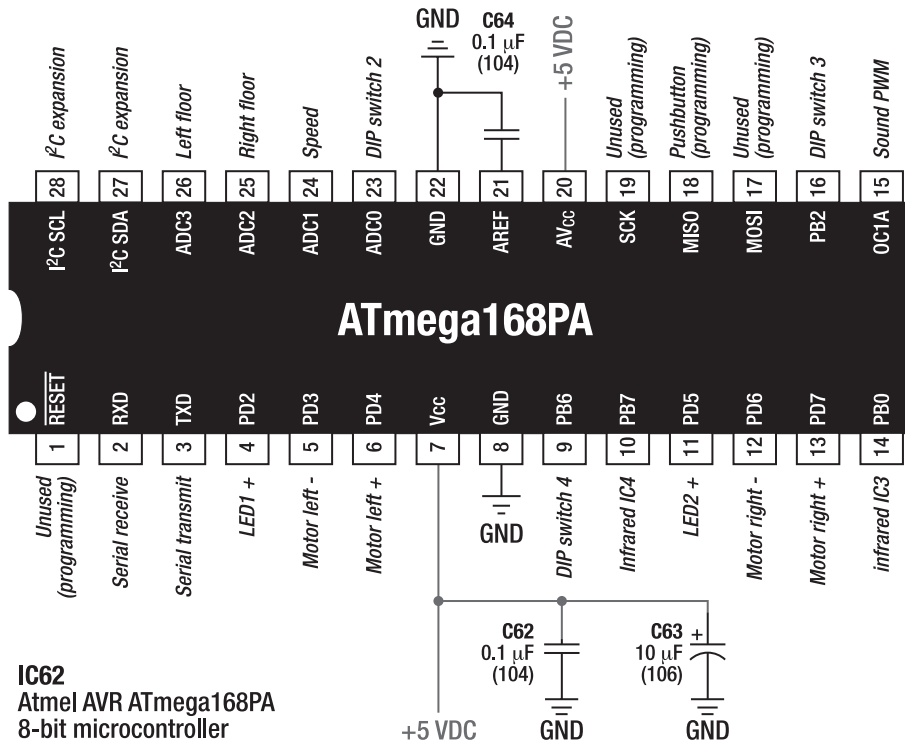 GND
C64
0.1 µF
(104)
+5 VDC
I²C expansion
I²C expansion
Left floor
Right floor
Speed
DIP switch 2
Unused
(programming)
Pushbutton
(programming)
Unused
(programming)
DIP switch 3
Sound PWM
28
27
26
25
24
23
22
21
20
19
18
17
16
15
I²C SCL
I²C SDA
ADC3
ADC2
ADC1
ADC0
GND
AREF
AVcc
SCK
MISO
MOSI
PB2
OC1A
ATmega168PA
RESET
RXD
TXD
PD2
PD3
PD4
Vcc
GND
PB6
PB7
PD5
PD6
PD7
PB0
1
2
3
4
5
6
7
8
9
10
11
12
13
14
Unused
(programming)
Serial receive
Serial transmit
LED1 +
Motor left -
Motor left +
GND
DIP switch 4
Infrared IC4
LED2 +
Motor right -
Motor right +
infrared IC3
C62
0.1 µF
(104)
C63
10 µF
(106)
+
IC62
Atmel AVR ATmega168PA
8-bit microcontroller
+5 VDC
GND
GND